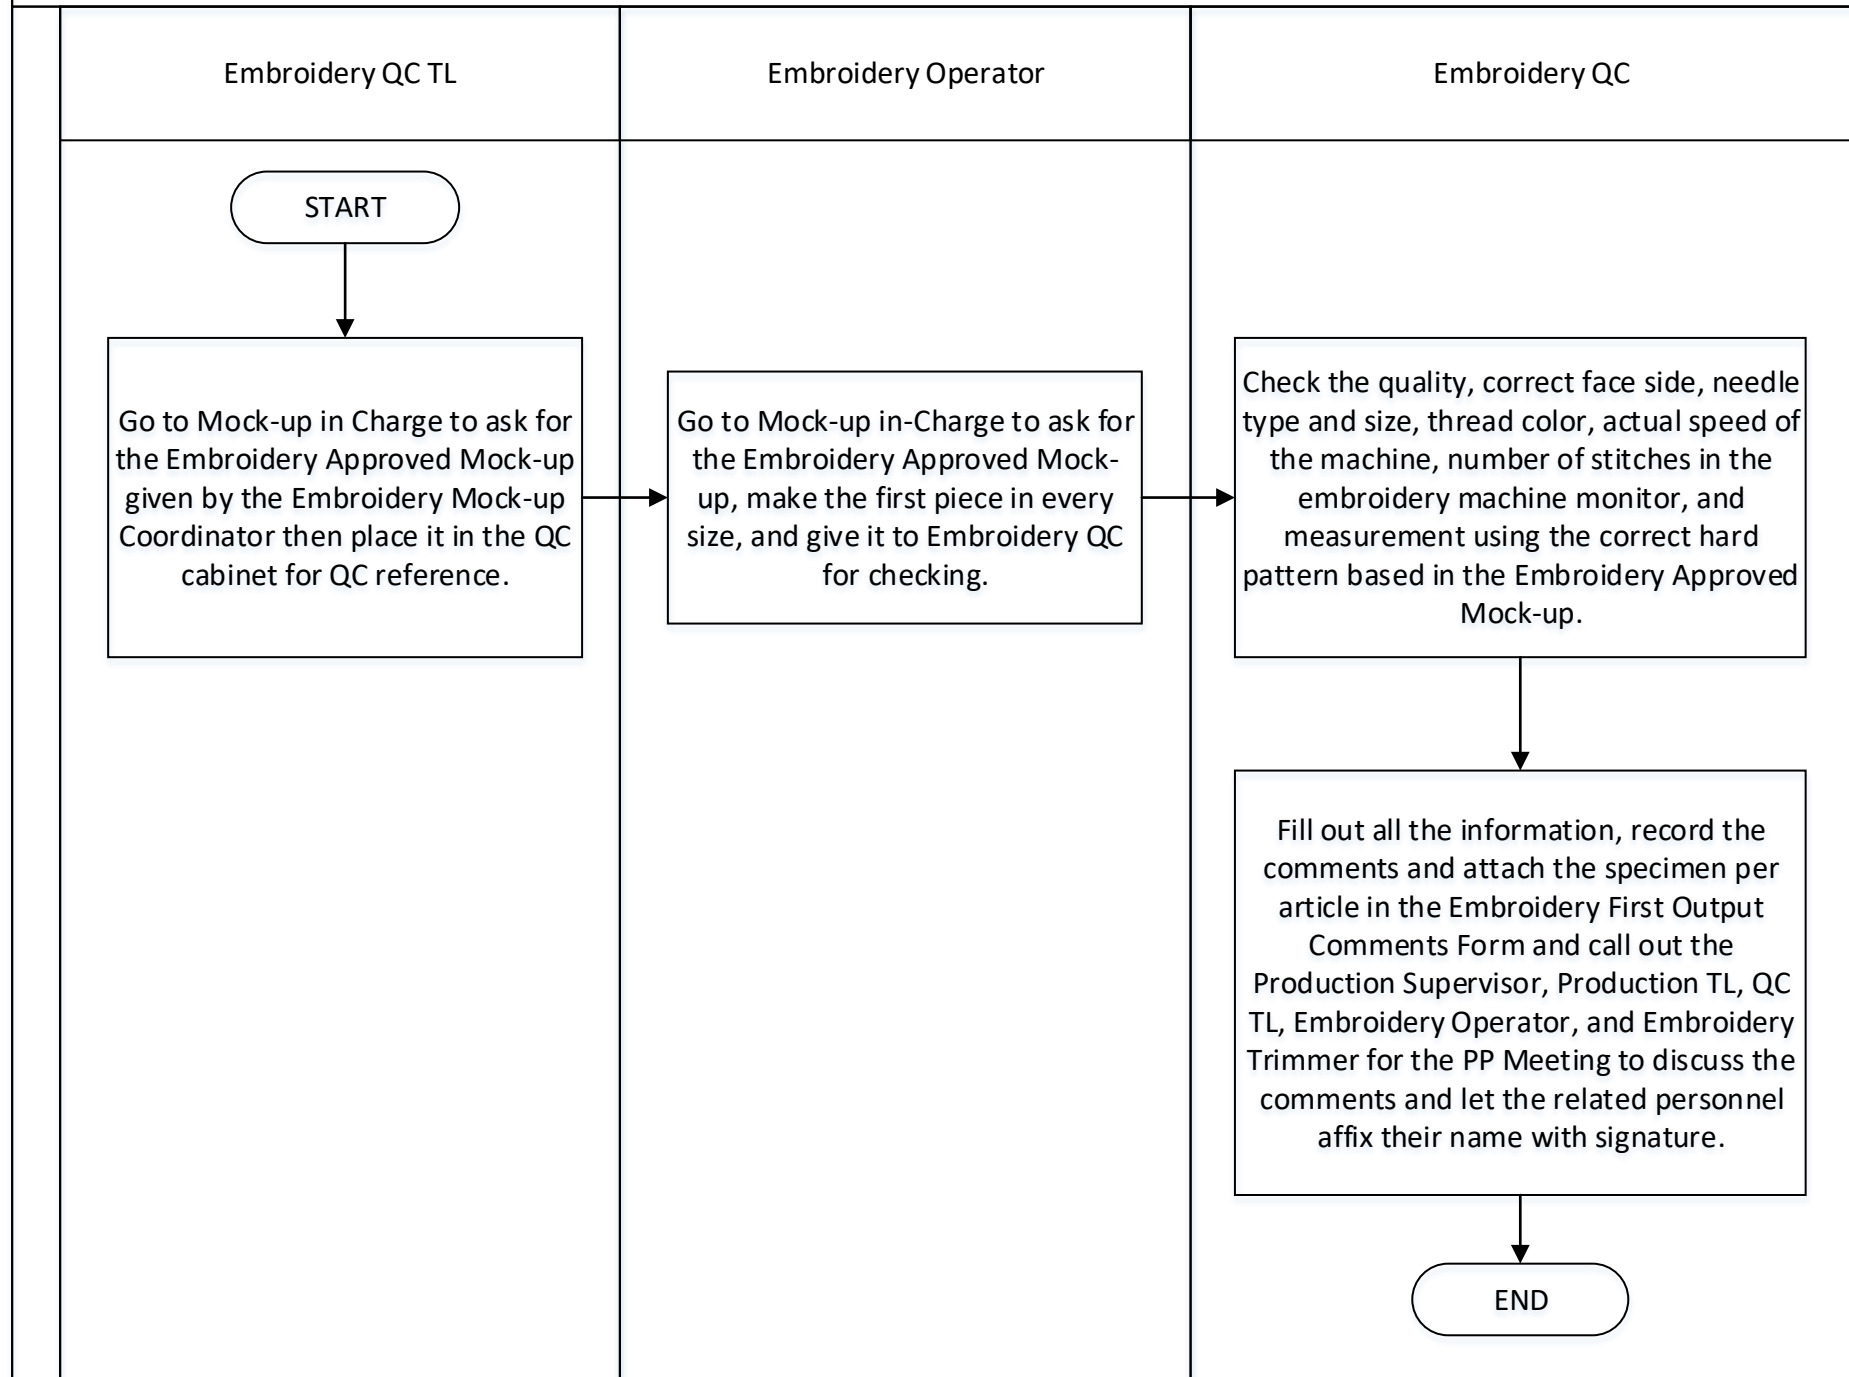 Embroidery QC TL
Embroidery Operator
Embroidery QC
START
Go to Mock-up in Charge to ask for
the Embroidery Approved Mock-up
given by the Embroidery Mock-up
Coordinator then place it in the QC
cabinet for QC reference.
Go to Mock-up in-Charge to ask for
the Embroidery Approved Mock-
up, make the first piece in every
size, and give it to Embroidery QC
for checking.
Check the quality, correct face side, needle
type and size, thread color, actual speed of
the machine, number of stitches in the
embroidery machine monitor, and
measurement using the correct hard
pattern based in the Embroidery Approved
Mock-up.
Fill out all the information, record the
comments and attach the specimen per
article in the Embroidery First Output
Comments Form and call out the
Production Supervisor, Production TL, QC
TL, Embroidery Operator, and Embroidery
Trimmer for the PP Meeting to discuss the
comments and let the related personnel
affix their name with signature.
END